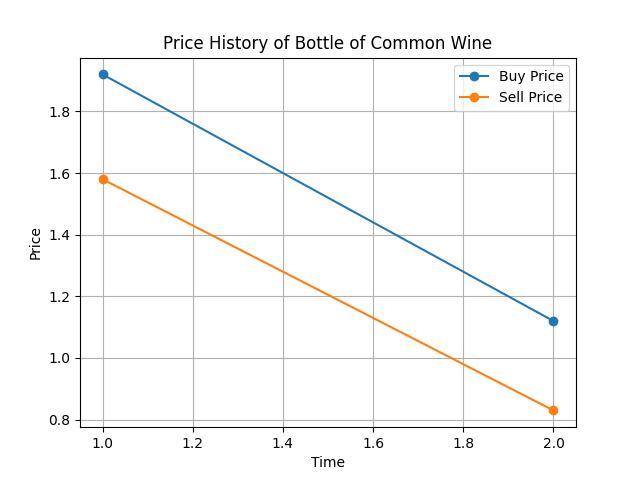 Price History of Bottle of Common Wine
Buy Price
Sell Price
Price
1.8
1.6
1.4
1.2
1.0
0.8
1.0 1.2 1.4 1.6 1.8 2.0
Time